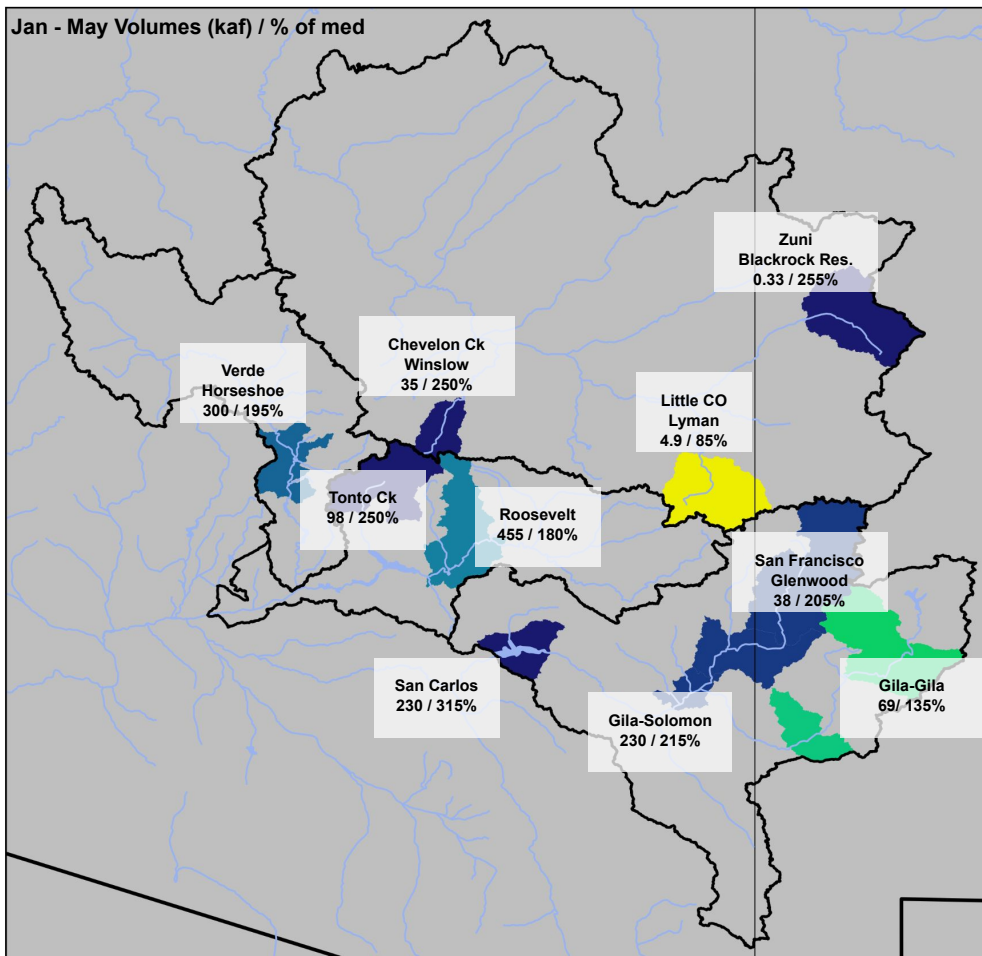 Jan - May Volumes (kaf) / % of med
Zuni
Blackrock Res.
0.33 / 255%
Chevelon Ck
Winslow
35 / 250%
Verde
Horseshoe
300 / 195%
Little CO
Lyman
4.9 / 85%
Tonto Ck
98 / 250%
Roosevelt
455 / 180%
San Francisco
Glenwood
38 / 205%
San Carlos
230 / 315%
Gila-Solomon
230 / 215%
Gila-Gila
69/ 135%